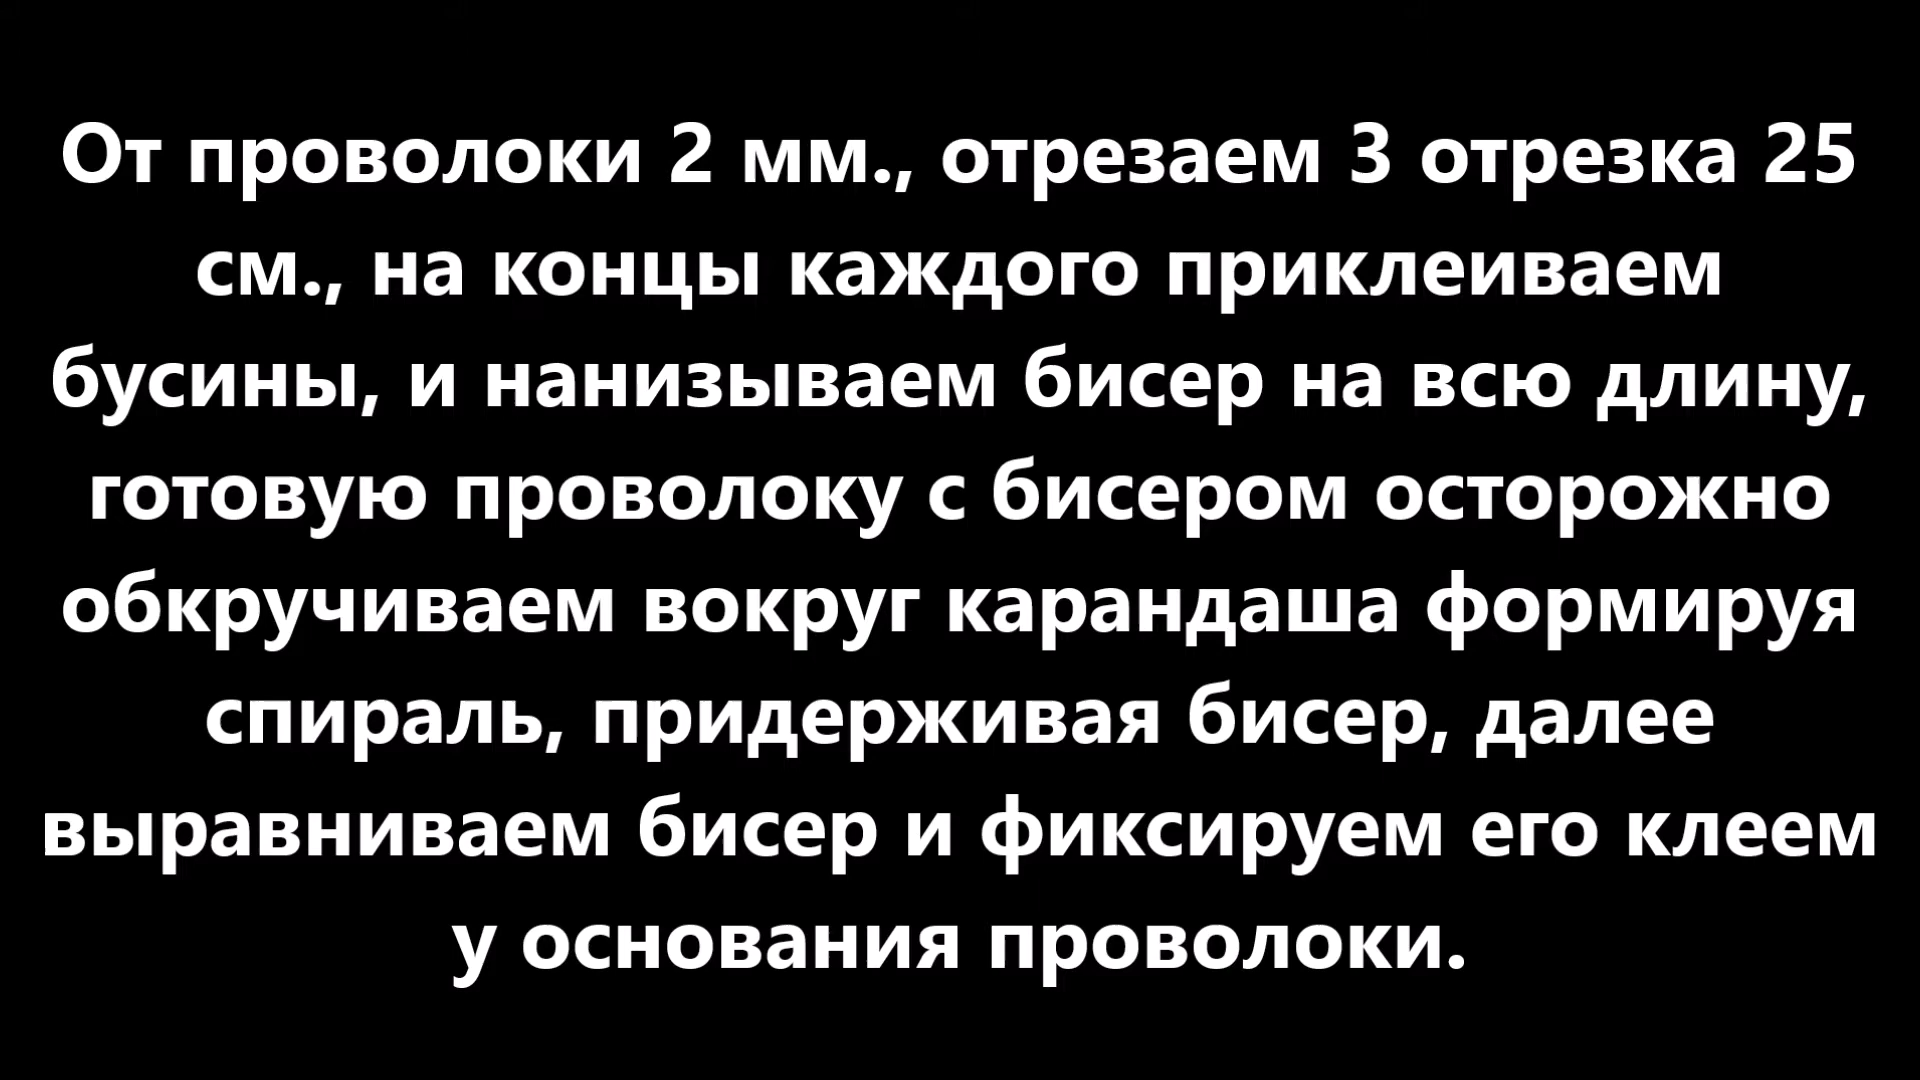 От проволоки 2 мм., отрезаем 3 отрезка 25
см., на концы каждого приклеиваем
бусины, и нанизываем бисер на всю длину,
готовую проволоку с бисером осторожно
обкручиваем вокруг карандаша формируя
спираль, придерживая бисер, далее
выравниваем бисер и фиксируем его клеем
у основания проволоки.